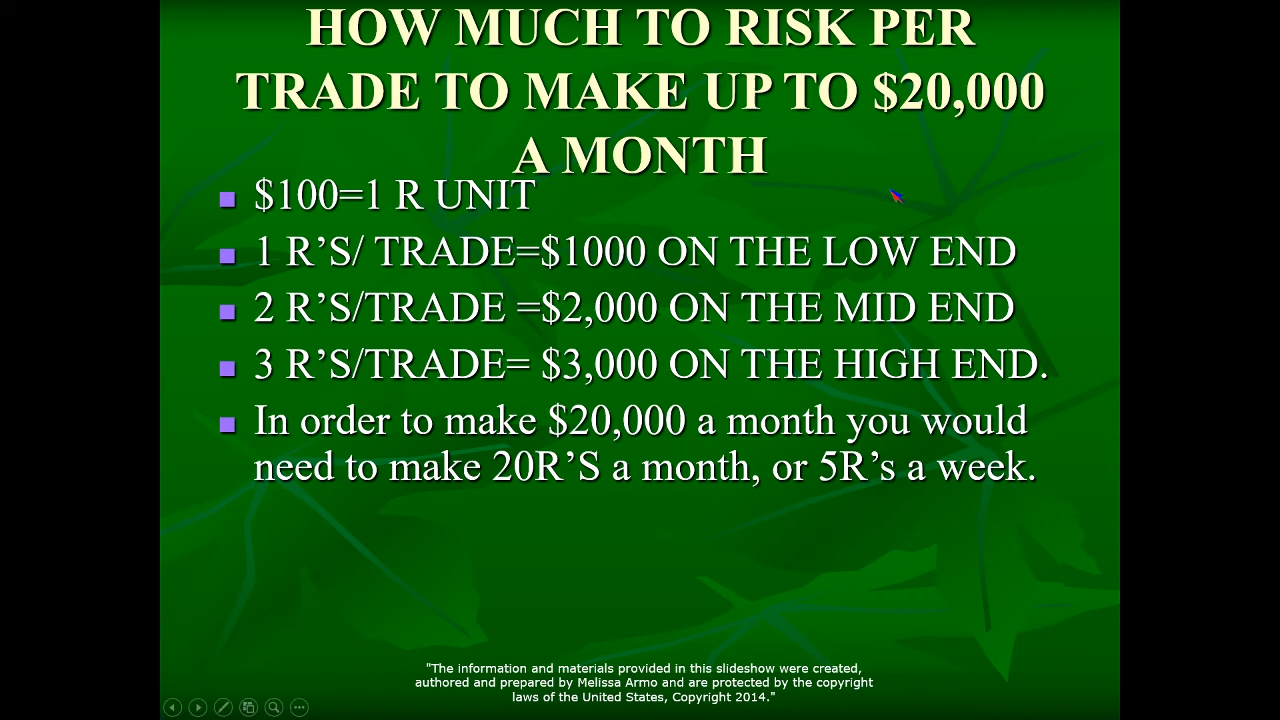 HOW MUCH TO RISK PER
TRADE TO MAKE UP TO $20,000
A MONTH
$100=1 R UNIT
1 R’S/ TRADE=$1000 ON THE LOW END
2 R’S/TRADE =$2,000 ON THE MID END
3 R’S/TRADE= $3,000 ON THE HIGH END.
In order to make $20,000 a month you would
need to make 20R’S a month, or 5R’s a week.
"The information and materials provided in this slideshow were created,
authored and prepared by Melissa Armo and are protected by the copyright
laws of the United States, Copyright 2014."